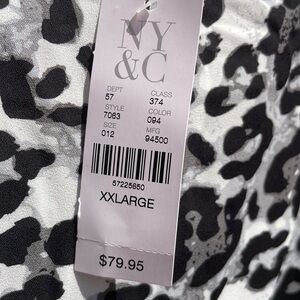 NY
& C
DEPT CLASS
57 374
STYLE COLOR
7063 094
SIZE MFG
012 94500
57225650
XXLARGE
$79.95